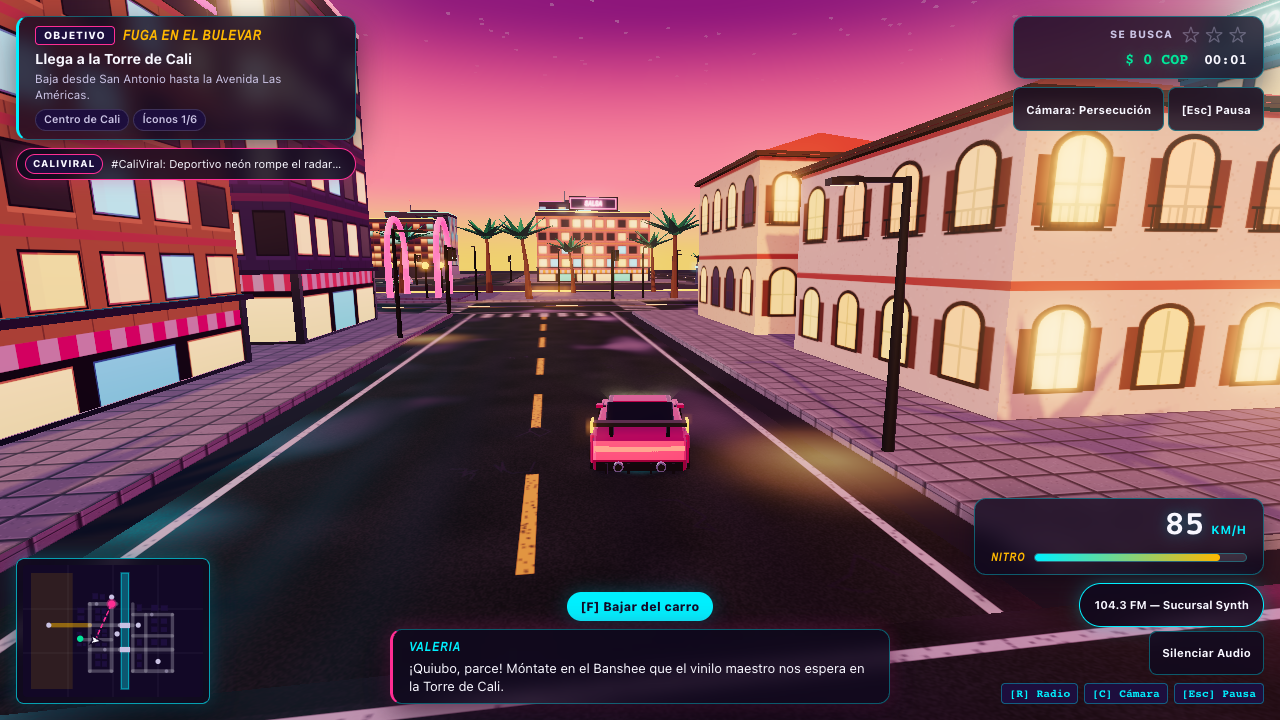 OBJETIVO FUGA EN EL BULEVAR
Llega a la Torre de Cali
Baja desde San Antonio hasta la Avenida Las
Américas.
Centro de Cali Íconos 1/6
CALIVIRAL #CaliViral: Deportivo neón rompe el radar...
SE BUSCA
$ 0 COP 00:01
Cámara: Persecución [Esc] Pausa
SALSA
85 KM/H
NITRO
104.3 FM — Sucursal Synth
Silenciar Audio
[R] Radio [C] Cámara [Esc] Pausa
[F] Bajar del carro
VALERIA
¡Quiubo, parce! Móntate en el Banshee que el vinilo maestro nos espera en
la Torre de Cali.